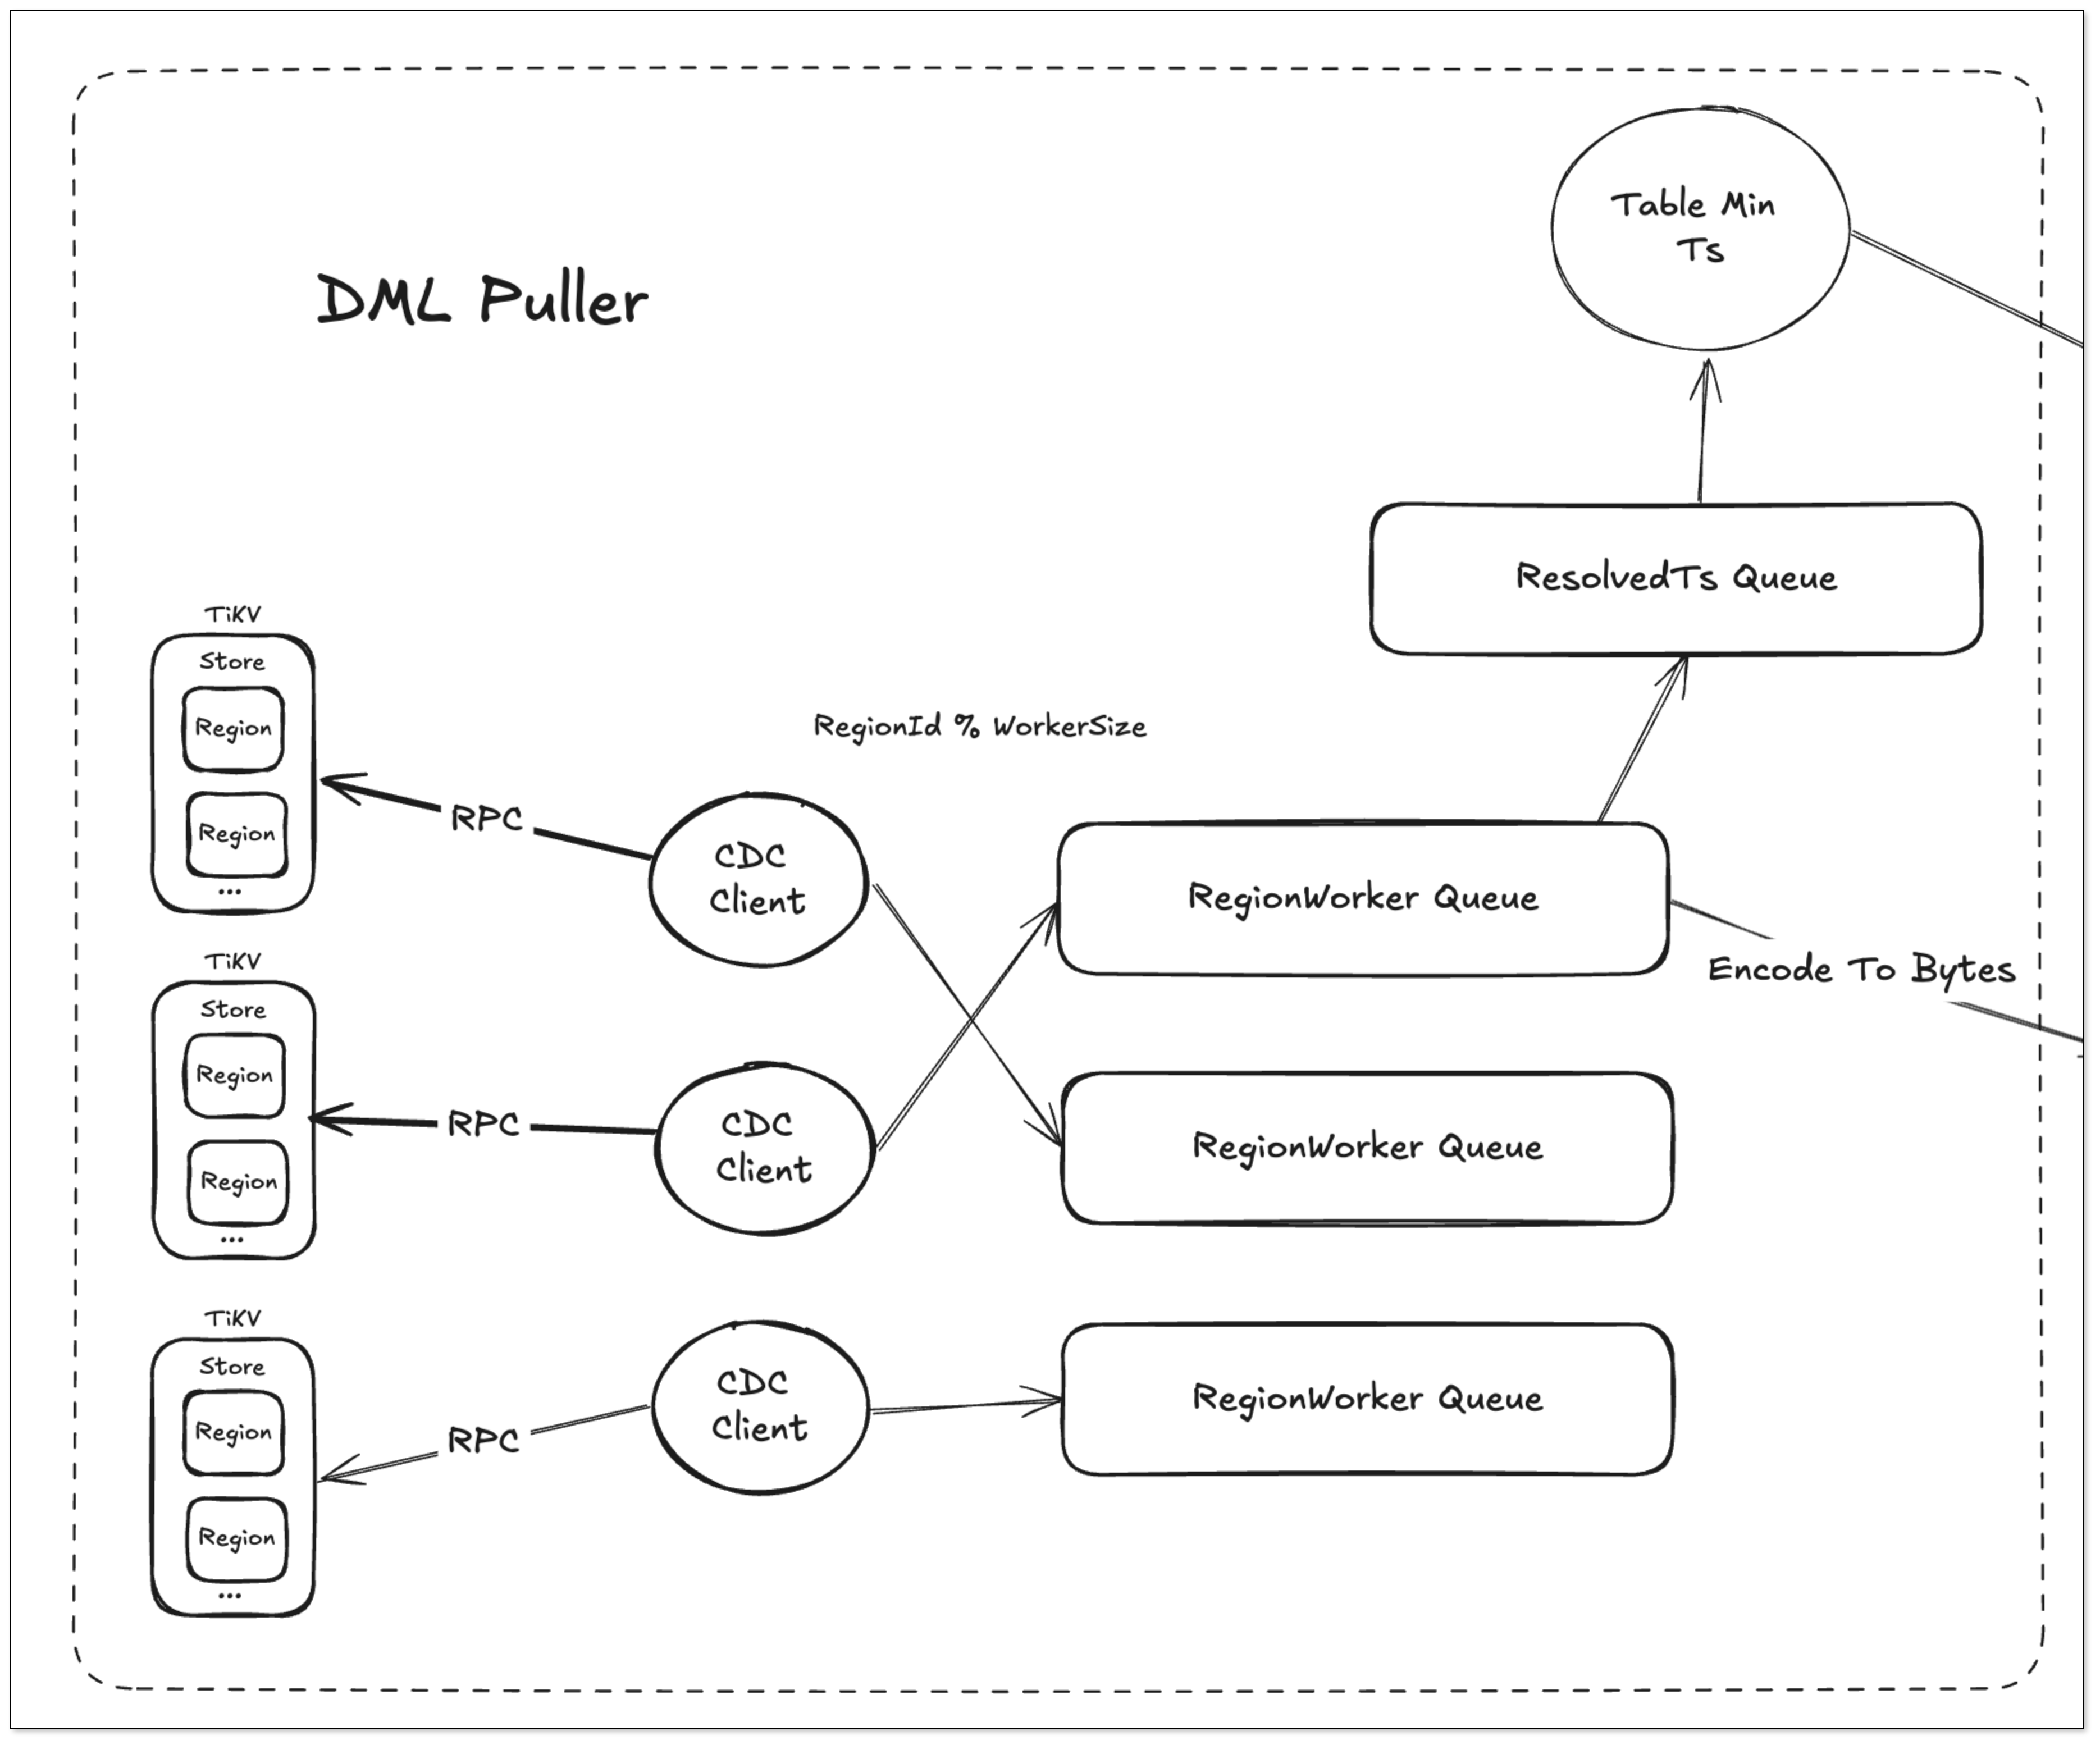 Table Min
Ts
DML Puller
ResolvedTs Queue
TiKV
Store
Region
Region
...
RPC
CDC
Client
RegionId % WorkerSize
RegionWorker Queue
Encode To Bytes
TiKV
Store
Region
Region
...
RPC
CDC
Client
RegionWorker Queue
TiKV
Store
Region
Region
...
RPC
CDC
Client
RegionWorker Queue